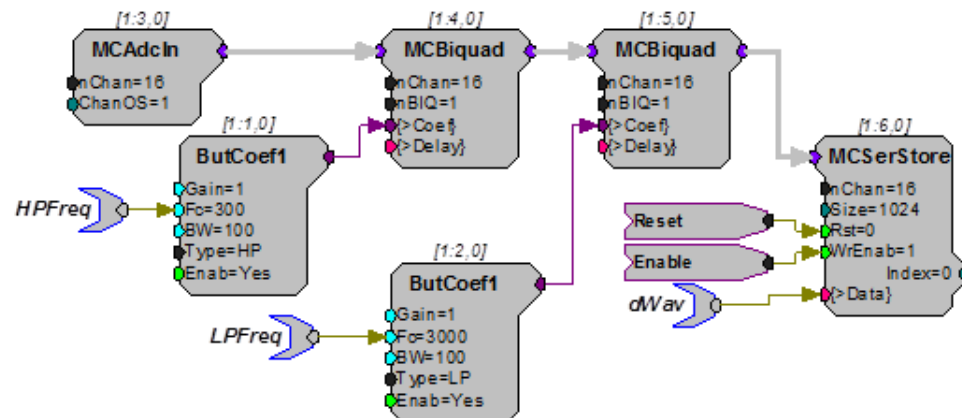 [1:3,0]
MCAdcIn
nChan=16
ChanOS=1
[1:4,0]
MCBiquad
nChan=16
nBIQ=1
{>Coef}
{>Delay}
[1:5,0]
MCBiquad
nChan=16
nBIQ=1
{>Coef}
{>Delay}
[1:1,0]
ButCoef1
Gain=1
Fc=300
BW=100
Type=HP
Enab=Yes
HPFreq
[1:2,0]
ButCoef1
Gain=1
Fc=3000
BW=100
Type=LP
Enab=Yes
LPFreq
[1:6,0]
MCSerStore
nChan=16
Size=1024
Rst=0
WrEnab=1
Index=0
{>Data}
Reset
Enable
dWav